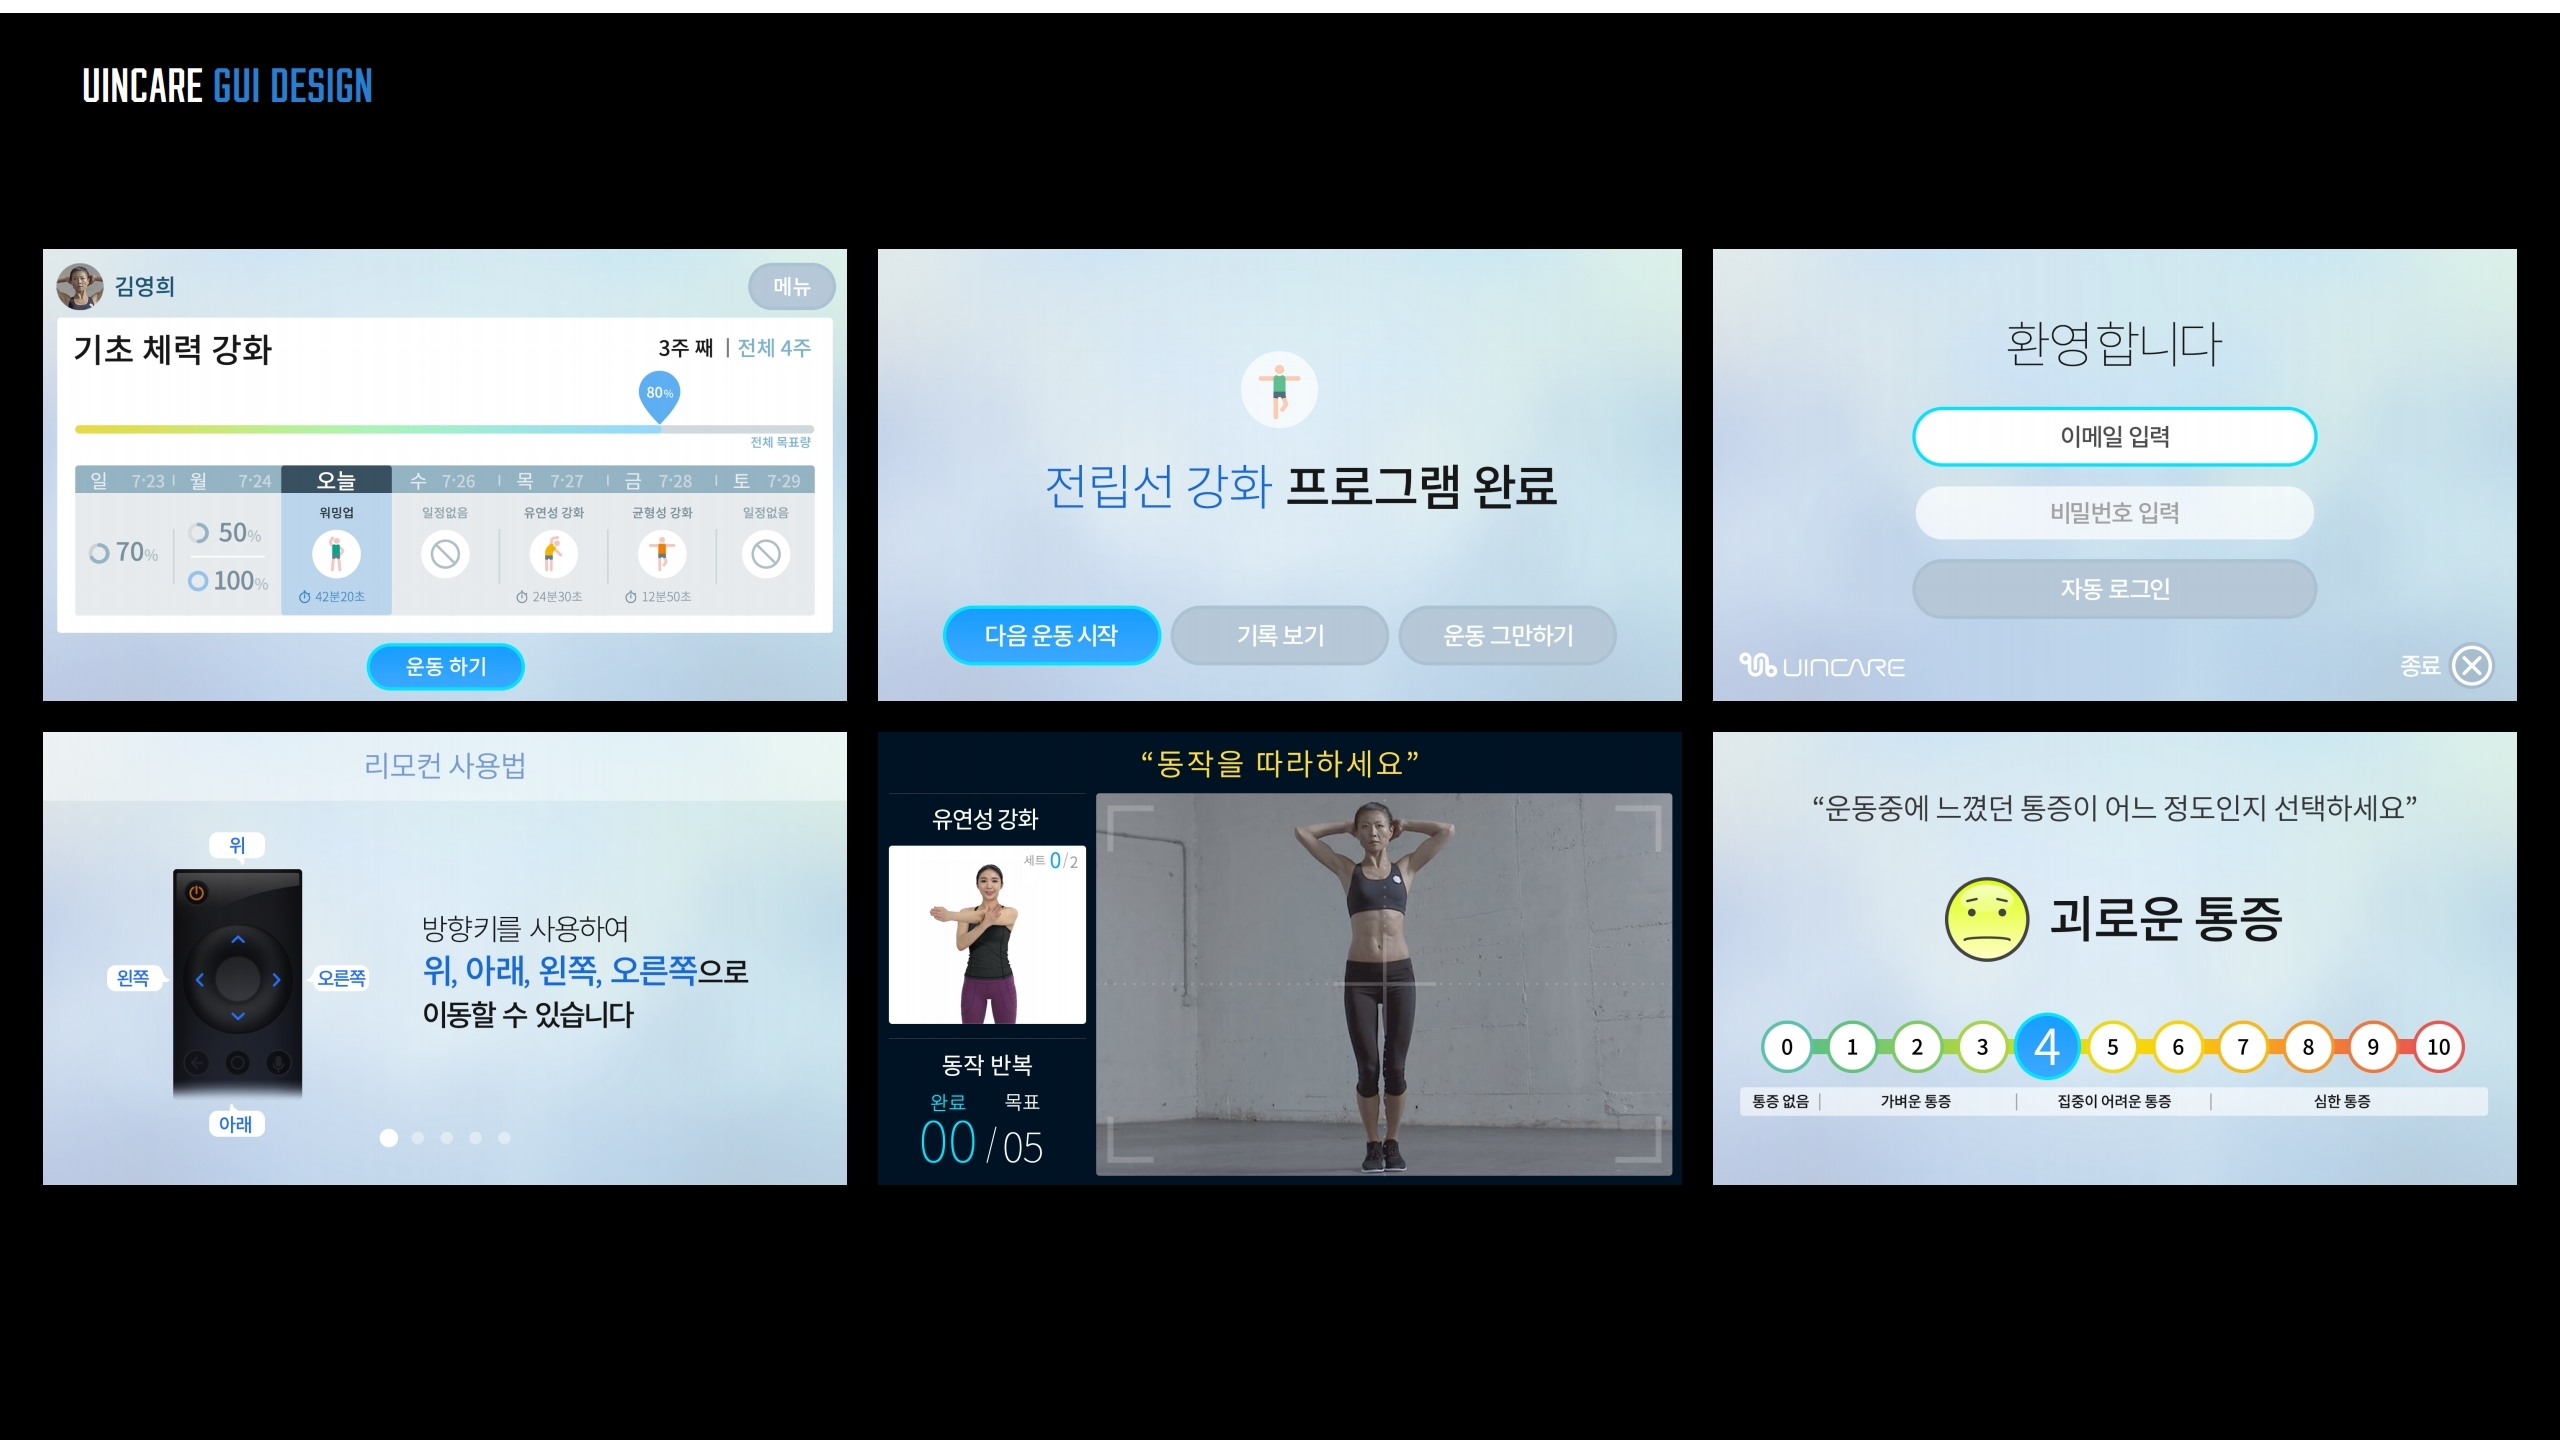 UINCARE GUI DESIGN
김영희
메뉴
기초 체력 강화
3주 째 | 전체 4주
80%
전체 목표량
일 7·23 | 월 7·24 오늘 수 7·26 | 목 7·27 | 금 7·28 | 토 7·29
워밍업 일정없음 유연성 강화 균형성 강화 일정없음
70% 50%
100%
42분20초 24분30초 12분50초
운동 하기
전립선 강화 프로그램 완료
다음 운동 시작 기록 보기 운동 그만하기
환영합니다
이메일 입력
비밀번호 입력
자동 로그인
UINCARE
종료
리모컨 사용법
위
왼쪽
오른쪽
아래
방향키를 사용하여
위, 아래, 왼쪽, 오른쪽으로
이동할 수 있습니다
“동작을 따라하세요”
유연성 강화
세트 0/2
동작 반복
완료 목표
00/05
“운동중에 느꼈던 통증이 어느 정도인지 선택하세요”
괴로운 통증
0 1 2 3 4 5 6 7 8 9 10
통증 없음 | 가벼운 통증 | 집중이 어려운 통증 | 심한 통증